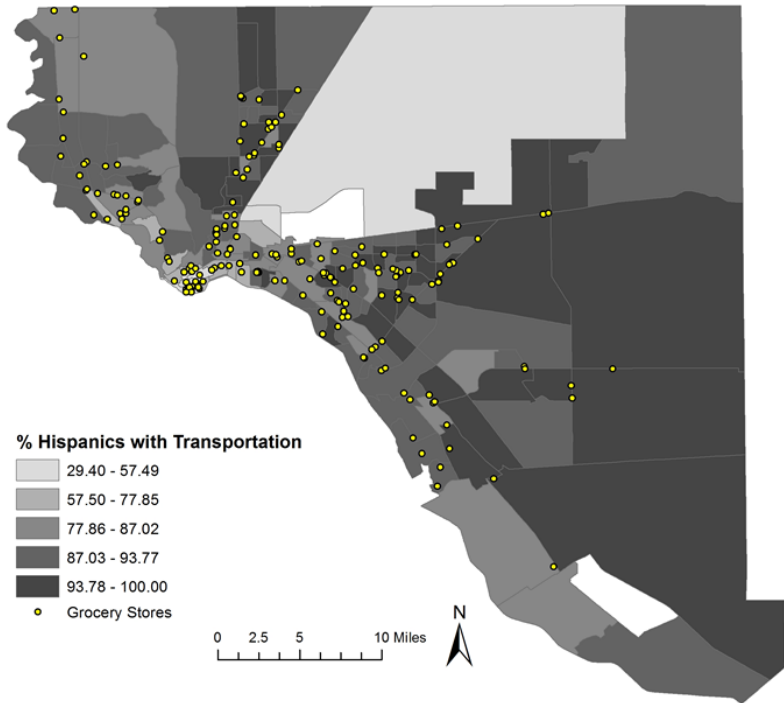 % Hispanics with Transportation
29.40 - 57.49
57.50 - 77.85
77.86 - 87.02
87.03 - 93.77
93.78 - 100.00
Grocery Stores
0 2.5 5 10 Miles
N